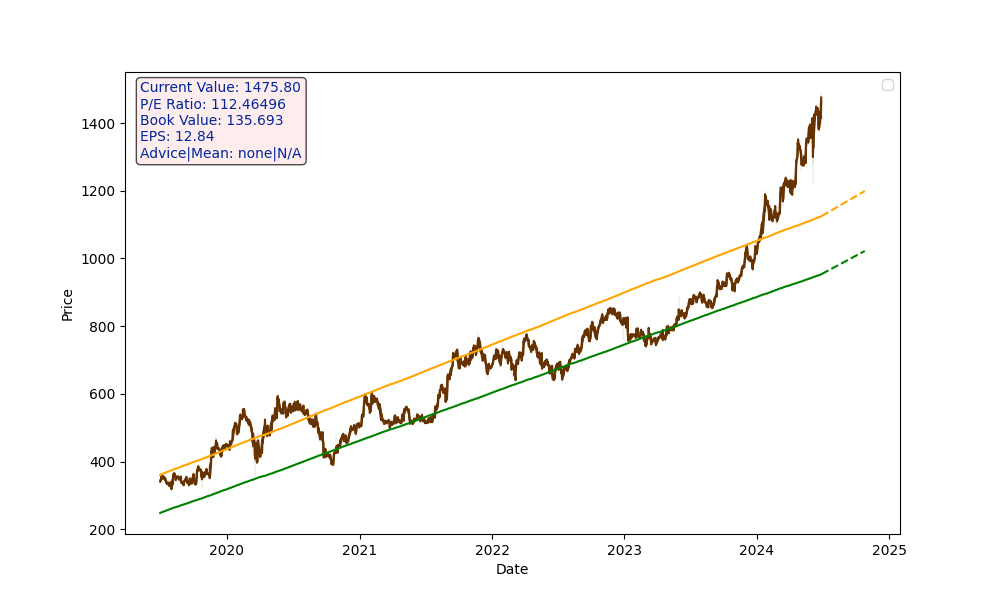 Current Value: 1475.80
P/E Ratio: 112.46496
Book Value: 135.693
EPS: 12.84
Advice|Mean: none|N/A
1400
1200
1000
800
600
400
200
Price
2020 2021 2022 2023 2024 2025
Date